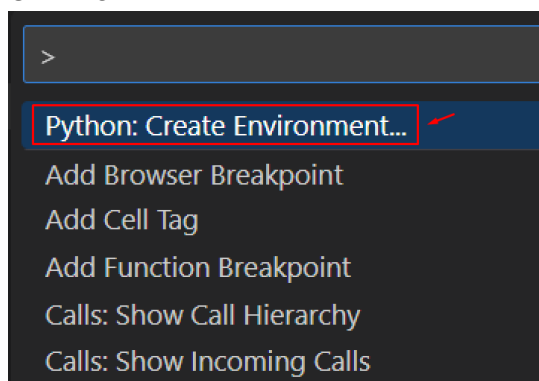 >
Python: Create Environment...
Add Browser Breakpoint
Add Cell Tag
Add Function Breakpoint
Calls: Show Call Hierarchy
Calls: Show Incoming Calls